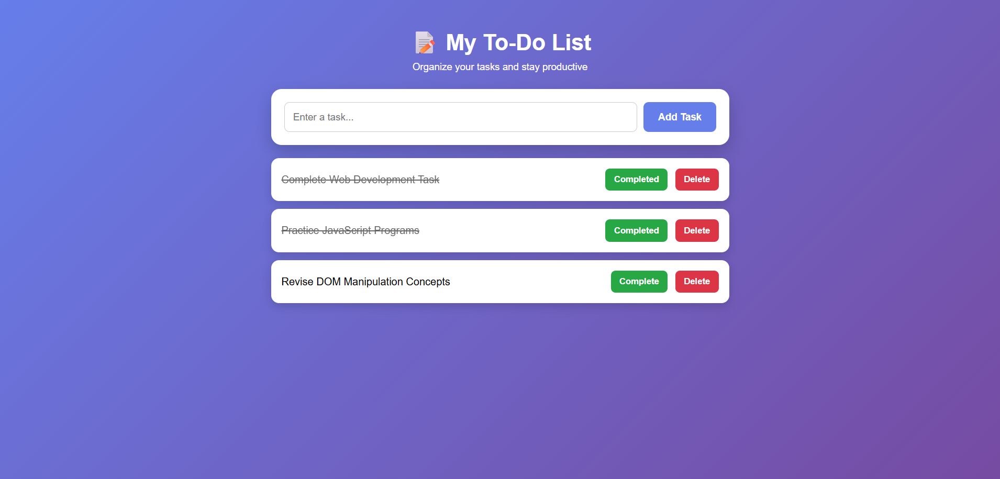 My To-Do List
Organize your tasks and stay productive
Enter a task...
Add Task
Complete Web Development Task
Completed
Delete
Practice JavaScript Programs
Completed
Delete
Revise DOM Manipulation Concepts
Complete
Delete